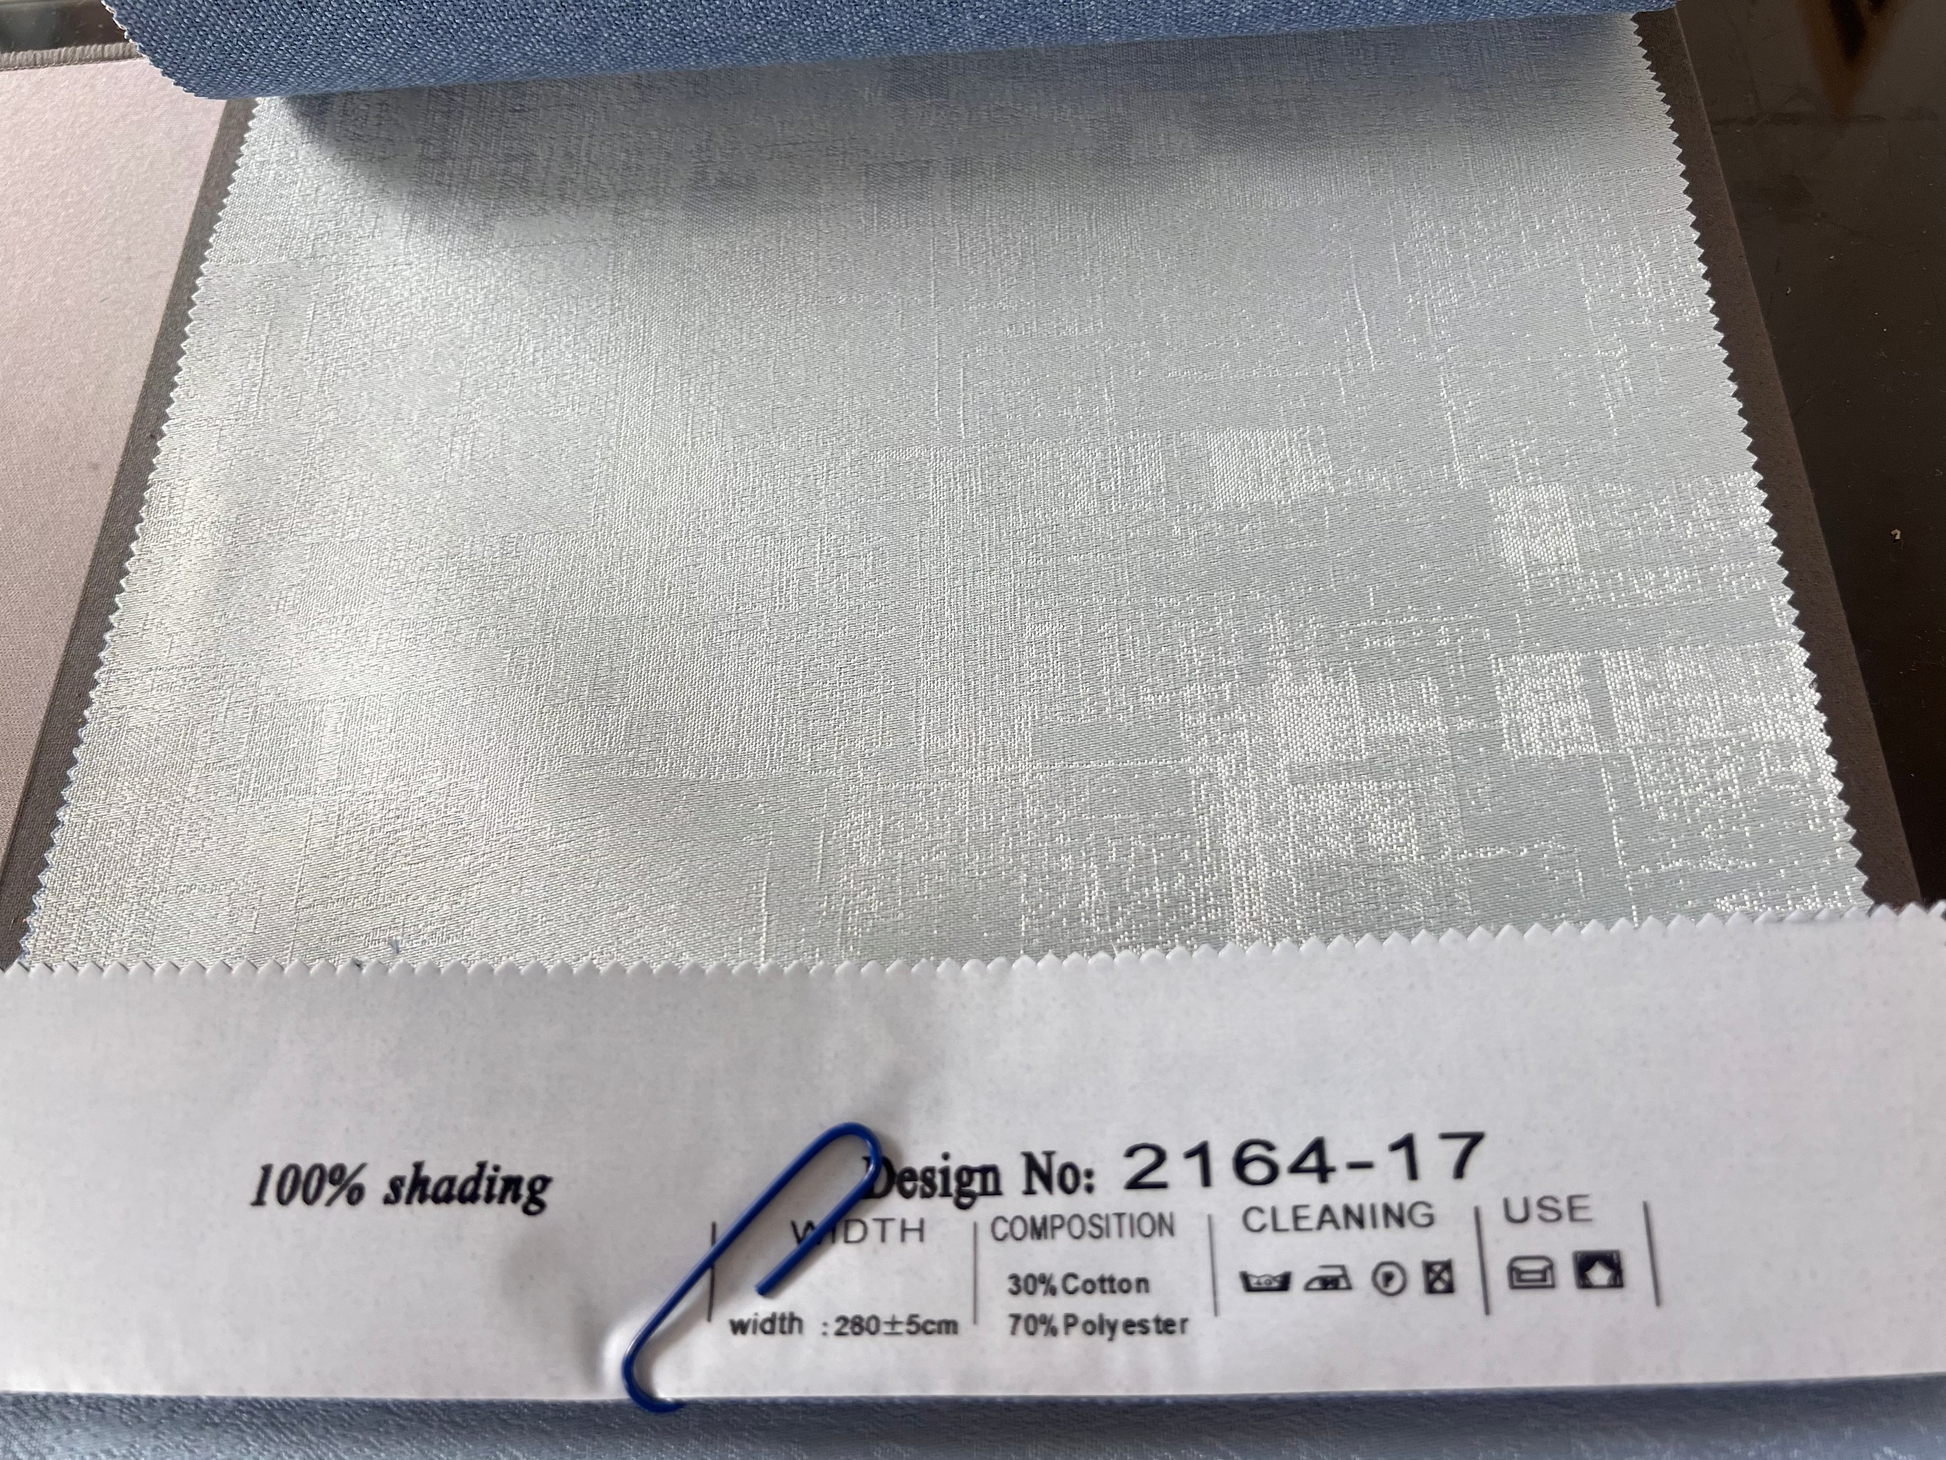 100% shading
Design No: 2164-17
WIDTH
COMPOSITION
CLEANING
USE
30%Cotton
width :280±5cm
70%Polyester
P